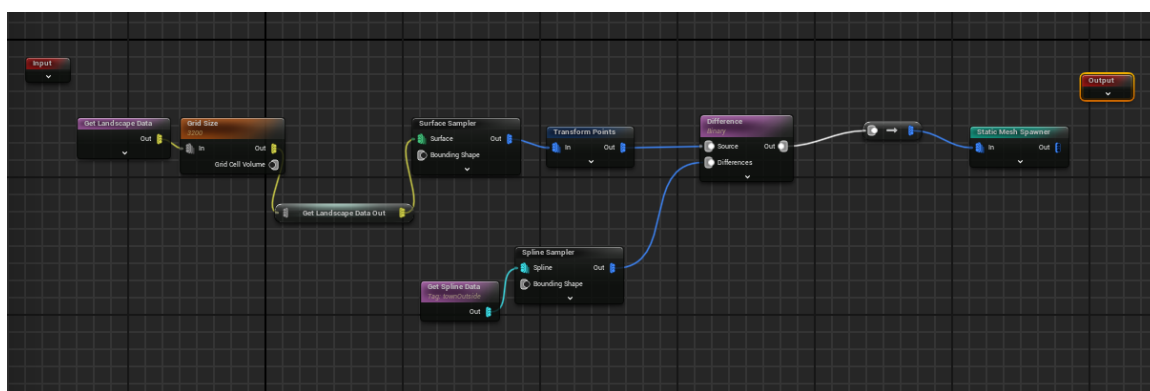 Input
Output
Get Landscape Data
Out
Grid Size
3200
In
Out
Grid Cell Volume
Get Landscape Data Out
Surface Sampler
Surface
Out
Bounding Shape
Transform Points
In
Out
Difference
Binary
Source
Out
Differences
Static Mesh Spawner
In
Out
Spline Sampler
Spline
Out
Bounding Shape
Get Spline Data
Tag: townOutside
Out